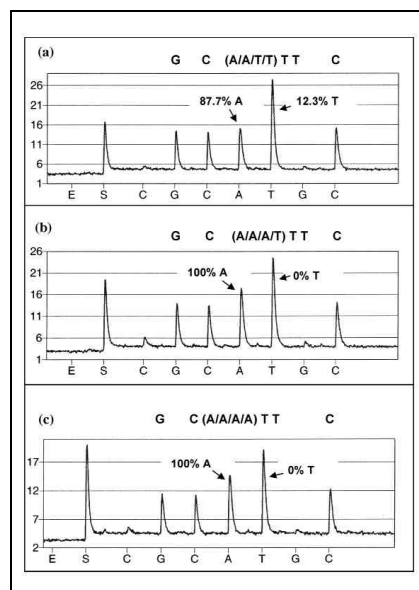 (a)
G C (A/A/T/T) T T C
26
87.7% A
12.3% T
21
16
11
6
1
E S C G C A T G C
(b)
G C (A/A/A/T) T T C
26
100% A
0% T
21
16
11
6
1
E S C G C A T G C
(c)
G C (A/A/A/A) T T C
17
100% A
0% T
12
7
2
E S C G C A T G C